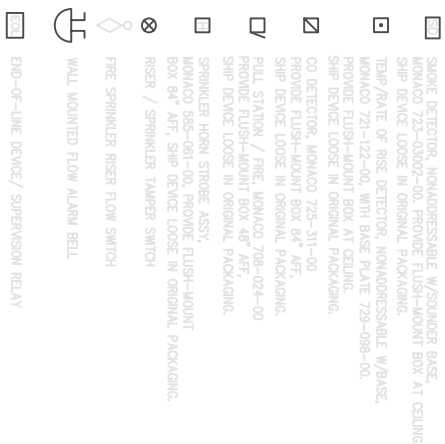 SD
SMOKE DETECTOR, NONADDRESSABLE W/SOUNDER BASE,
MONACO 723-03002-00. PROVIDE FLUSH-MOUNT BOX AT CEILING.
SHIP DEVICE LOOSE IN ORIGINAL PACKAGING.
TEMP/RATE OF RISE DETECTOR. NONADDRESSABLE W/BASE,
MONACO 721-122-00 WITH BASE PLATE 729-098-00.
PROVIDE FLUSH-MOUNT BOX AT CEILING.
SHIP DEVICE LOOSE IN ORIGINAL PACKAGING.
CO DETECTOR, MONACO 725-311-00
PROVIDE FLUSH-MOUNT BOX 84" AFF.
SHIP DEVICE LOOSE IN ORIGINAL PACKAGING.
PULL STATION / FIRE, MONACO 708-024-00
PROVIDE FLUSH-MOUNT BOX 48" AFF.
SHIP DEVICE LOOSE IN ORIGINAL PACKAGING.
H
SPRINKLER HORN STROBE ASSY,
MONACO 585-061-00, PROVIDE FLUSH-MOUNT
BOX 84" AFF, SHIP DEVICE LOOSE IN ORIGINAL PACKAGING.
RISER / SPRINKLER TAMPER SWITCH
FIRE SPRINKLER RISER FLOW SWITCH
WALL MOUNTED FLOW ALARM BELL
EOL
END-OF-LINE DEVICE/ SUPERVISION RELAY